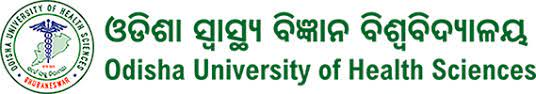 ODISHA UNIVERSITY OF HEALTH SCIENCES
BHUBANESWAR
ଓଡିଶା ସ୍ୱାସ୍ଥ୍ୟ ବିଜ୍ଞାନ ବିଶ୍ୱବିଦ୍ୟାଳୟ
Odisha University of Health Sciences